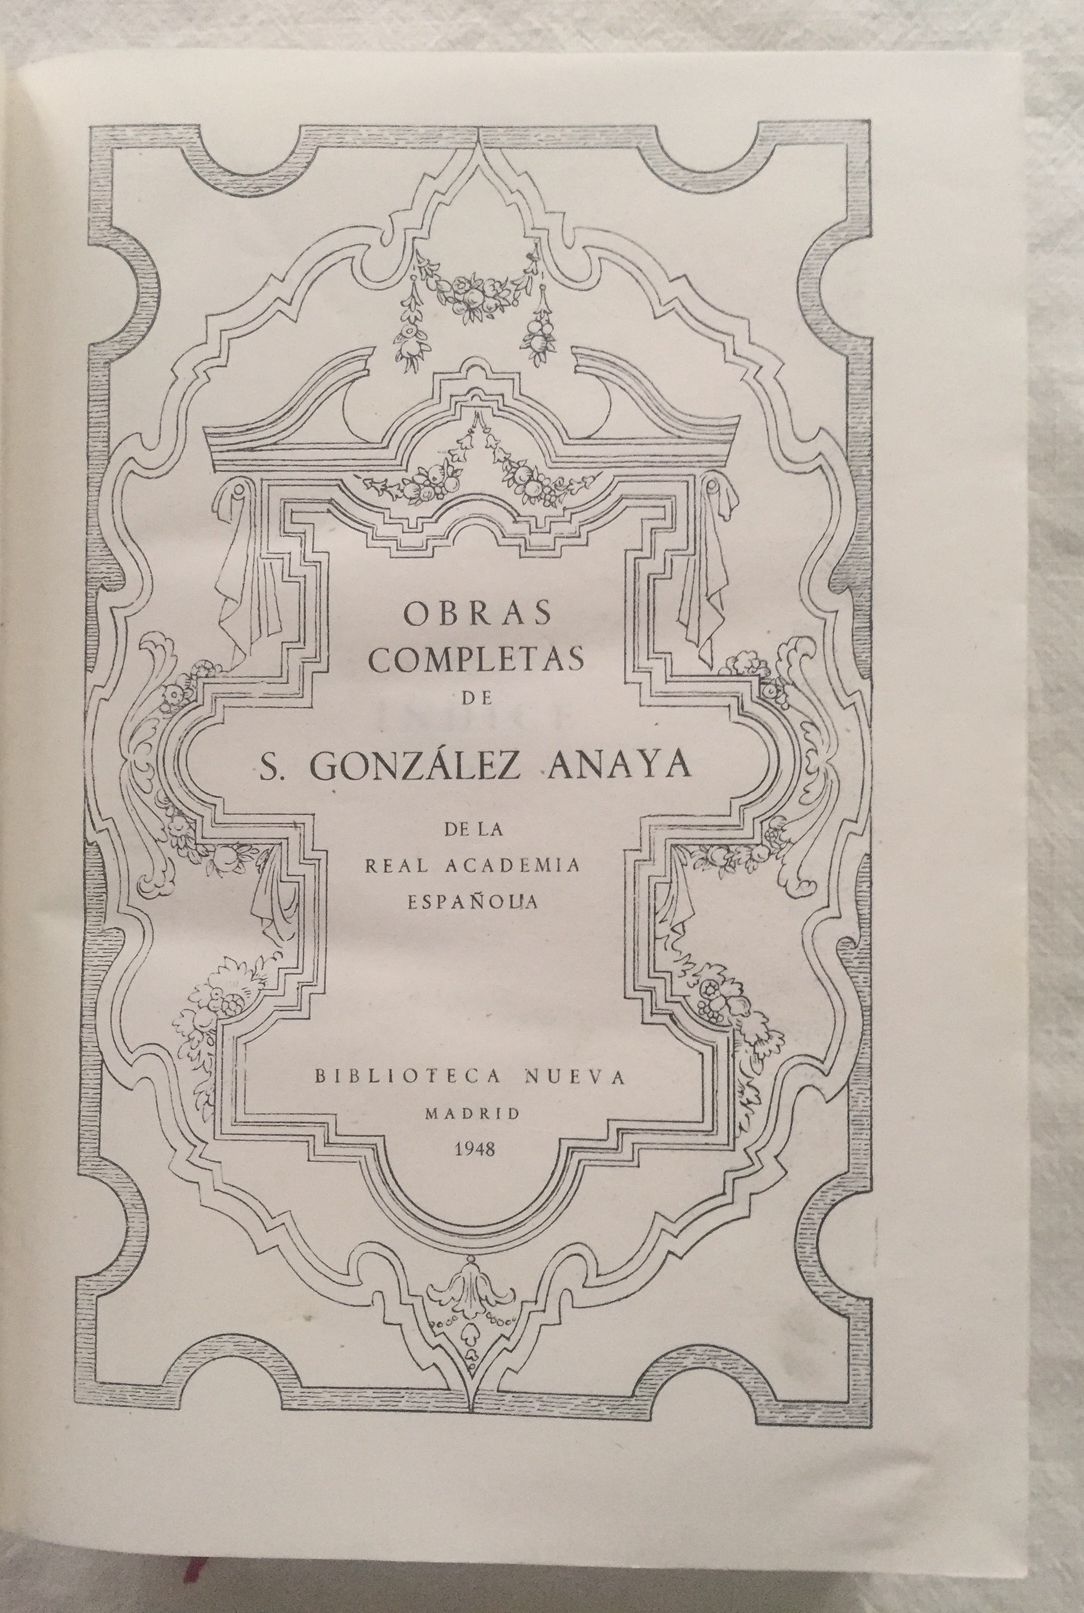 OBRAS
COMPLETAS
DE
S. GONZÁLEZ ANAYA
DE LA
REAL ACADEMIA
ESPAÑOLA
BIBLIOTECA NUEVA
MADRID
1948